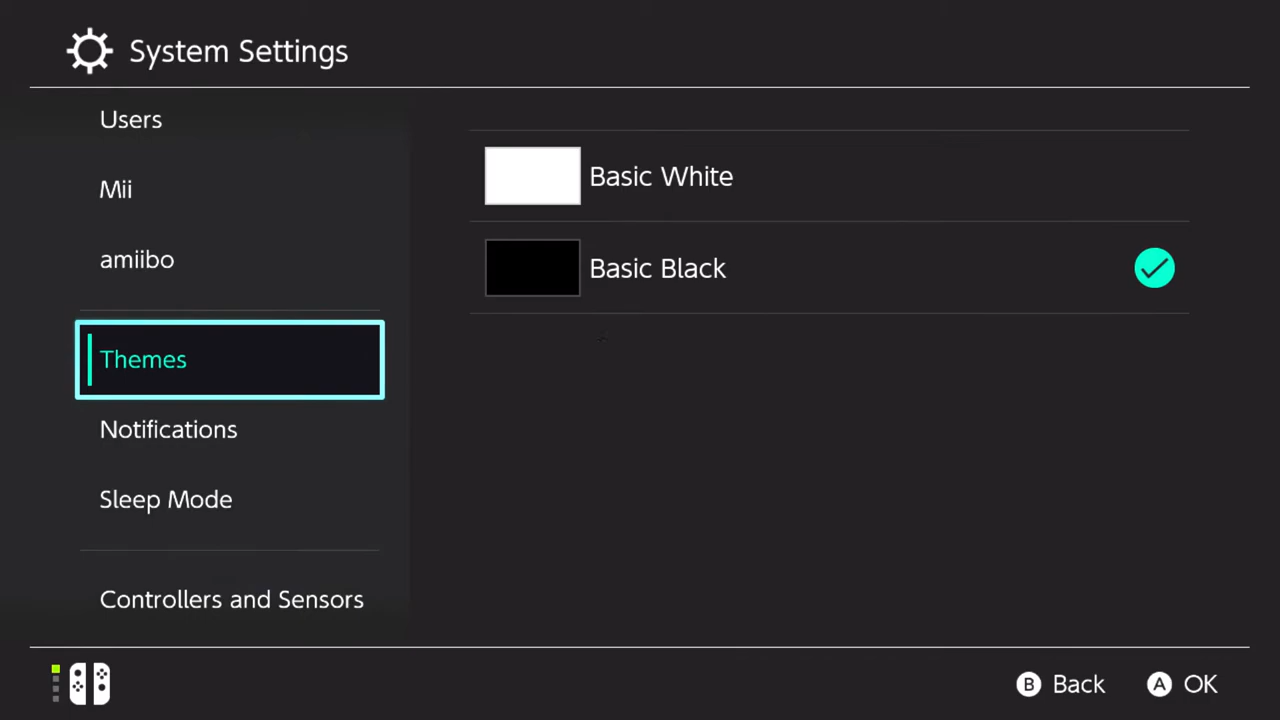 System Settings
Users
Mii
amiibo
Themes
Notifications
Sleep Mode
Controllers and Sensors
Basic White
Basic Black
B Back
A OK